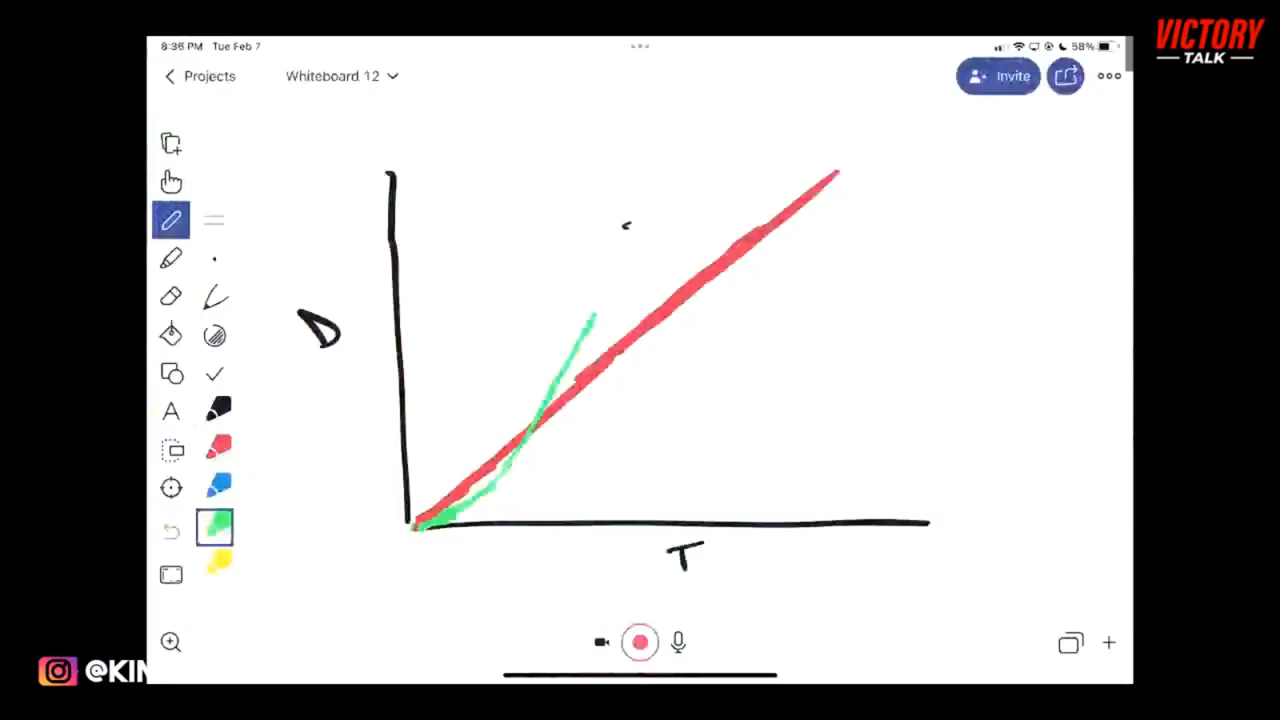 VICTORY
TALK
8:36 PM Tue Feb 7
58%
Projects
Whiteboard 12
Invite
D
A
T
@KIN